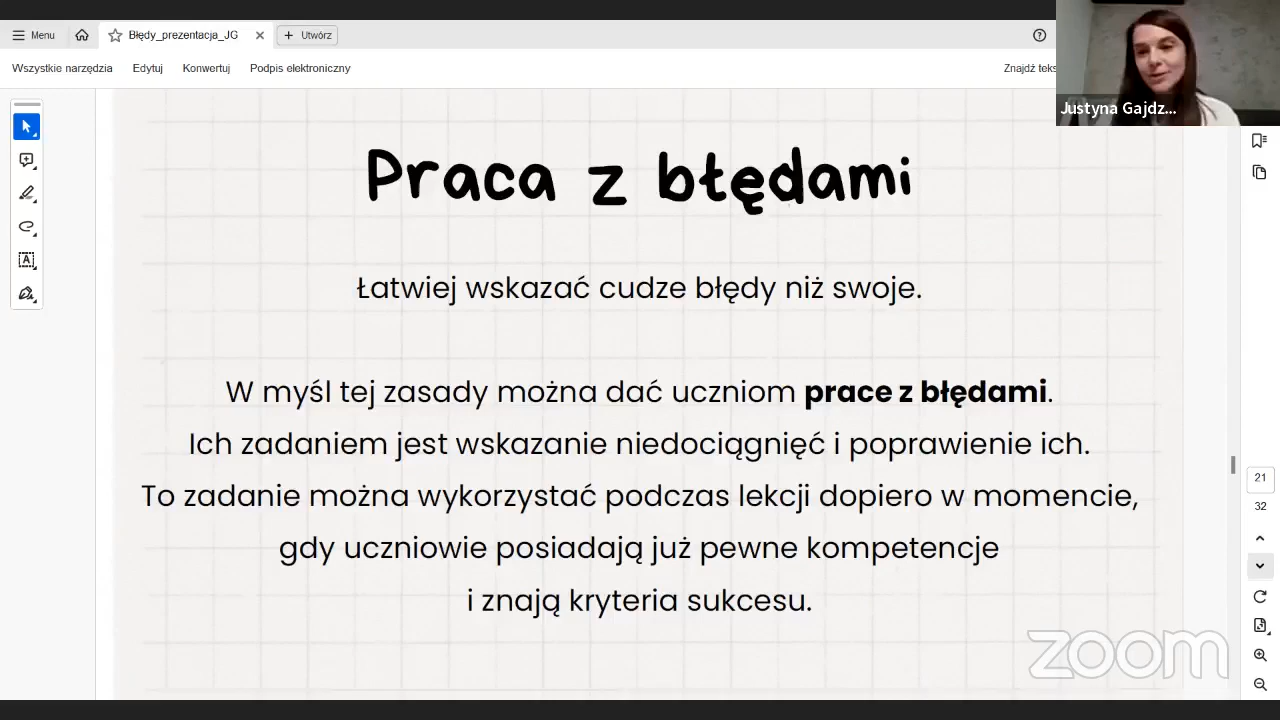 Menu
Błędy_prezentacja_JG
Utwórz
Wszystkie narzędzia
Edytuj
Konwertuj
Podpis elektroniczny
Znajdź teks
Justyna Gajdz...
Praca z błędami
Łatwiej wskazać cudze błędy niż swoje.
W myśl tej zasady można dać uczniom prace z błędami.
Ich zadaniem jest wskazanie niedociągnięć i poprawienie ich.
To zadanie można wykorzystać podczas lekcji dopiero w momencie,
gdy uczniowie posiadają już pewne kompetencje
i znają kryteria sukcesu.
21
32
zoom